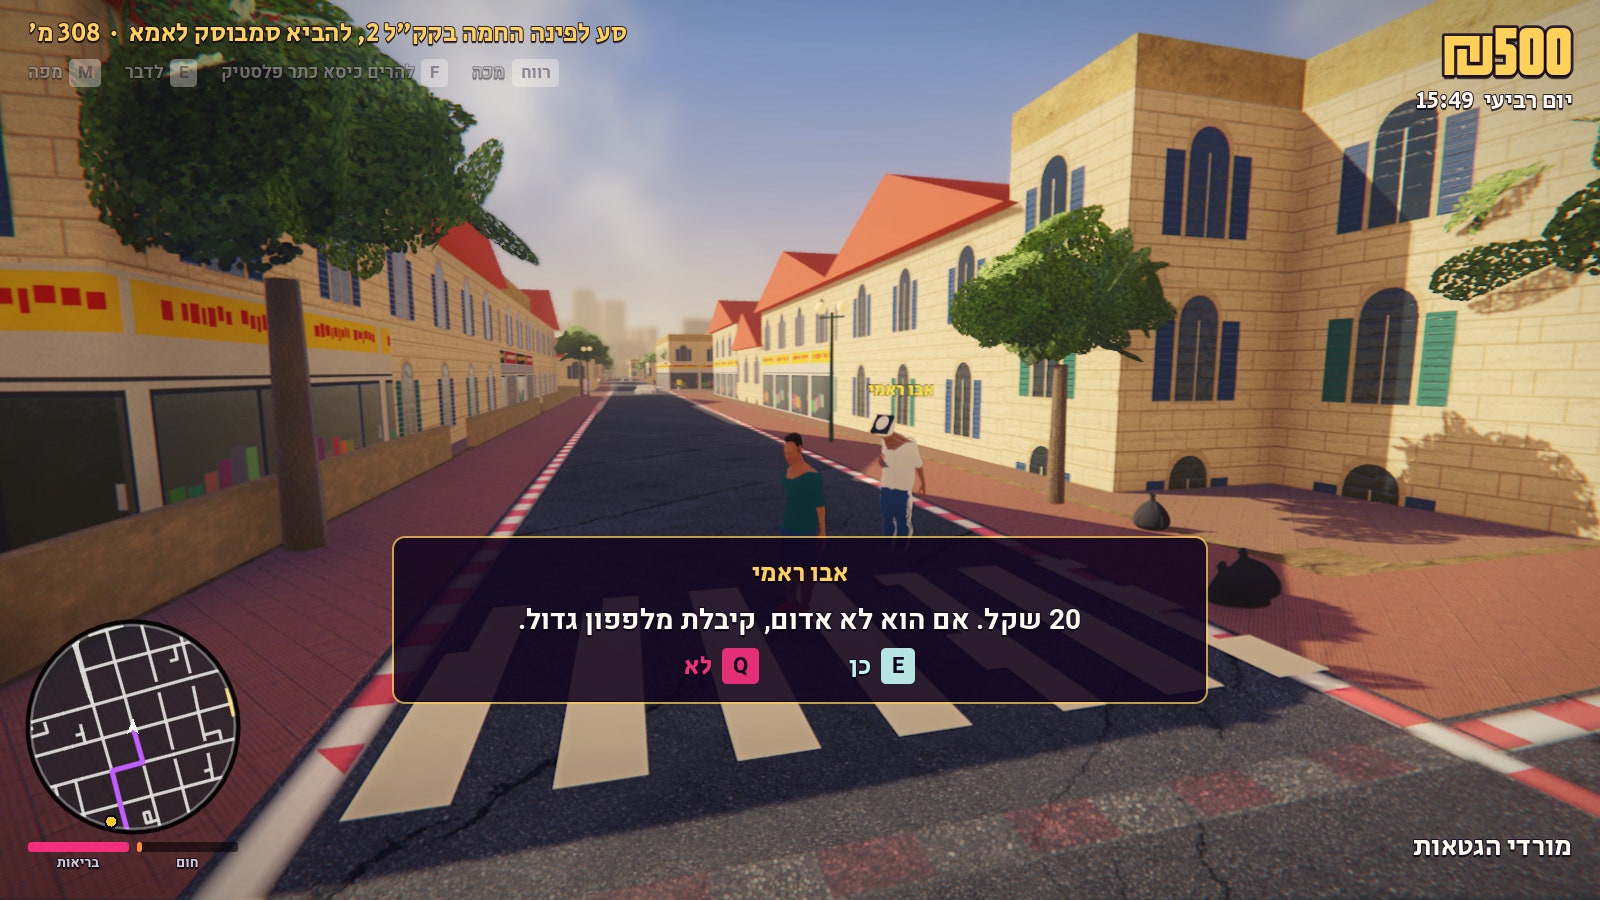 סע לפינה החמה בקק"ל 2, להביא סמבוסק לאמא · 308 מ'
רווח מכה F להרים כיסא כתר פלסטיק E לדבר M מפה
₪500
יום רביעי 15:49
אבו ראמי
אבו ראמי
20 שקל. אם הוא לא אדום, קיבלת מלפפון גדול.
E כן Q לא
בריאות חום
מורדי הגטאות